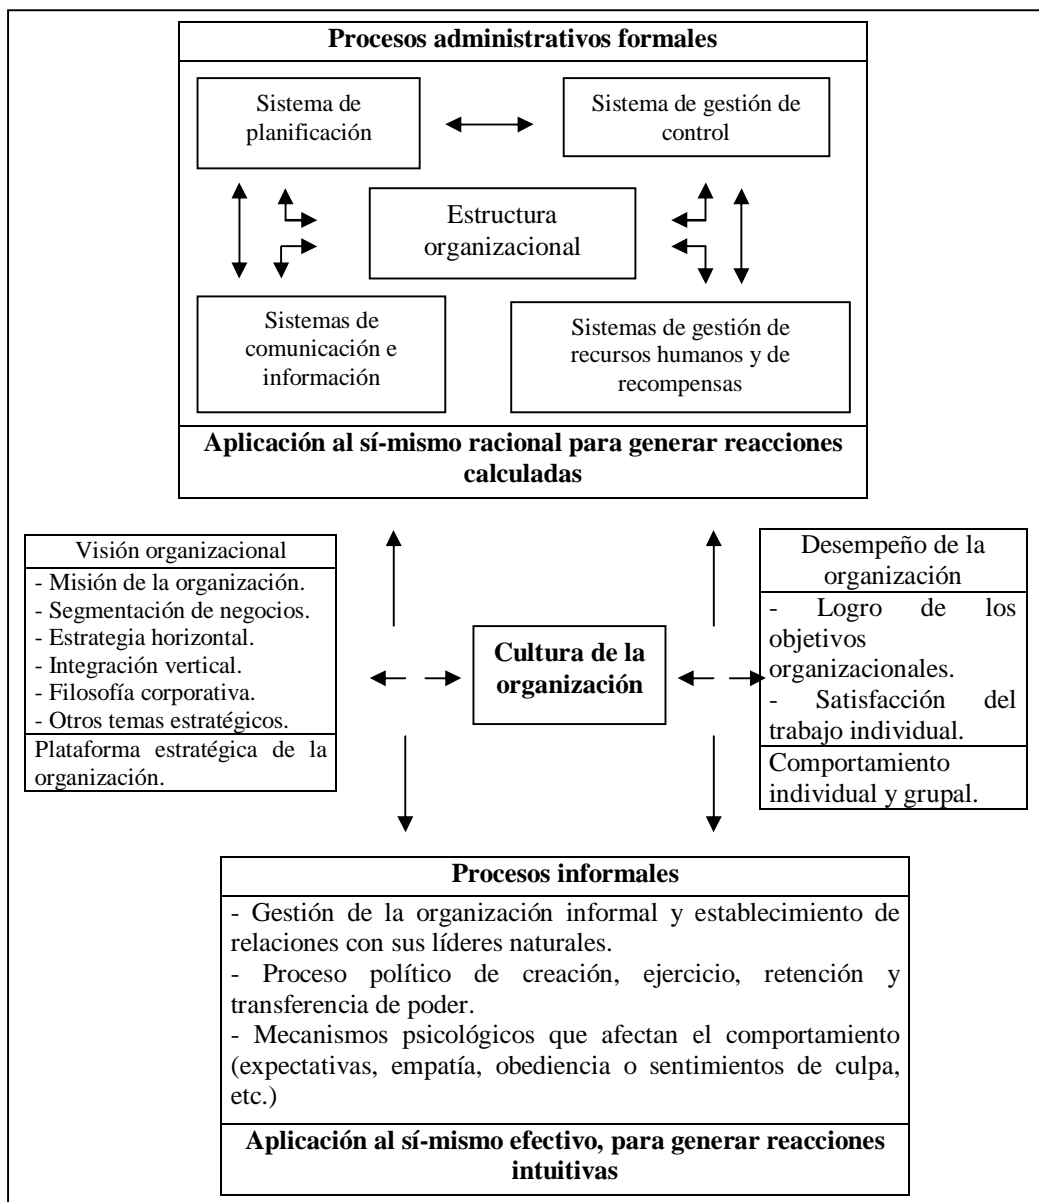 Procesos administrativos formales
Sistema de
planificación
Sistema de gestión de
control
Estructura
organizacional
Sistemas de
comunicación e
información
Sistemas de gestión de
recursos humanos y de
recompensas
Aplicación al sí-mismo racional para generar reacciones
calculadas
Visión organizacional
- Misión de la organización.
- Segmentación de negocios.
- Estrategia horizontal.
- Integración vertical.
- Filosofía corporativa.
- Otros temas estratégicos.
Plataforma estratégica de la
organización.
Cultura de la
organización
Desempeño de la
organización
- Logro de los
objetivos
organizacionales.
- Satisfacción del
trabajo individual.
Comportamiento
individual y grupal.
Procesos informales
- Gestión de la organización informal y establecimiento de
relaciones con sus líderes naturales.
- Proceso político de creación, ejercicio, retención y
transferencia de poder.
- Mecanismos psicológicos que afectan el comportamiento
(expectativas, empatía, obediencia o sentimientos de culpa,
etc.)
Aplicación al sí-mismo efectivo, para generar reacciones
intuitivas